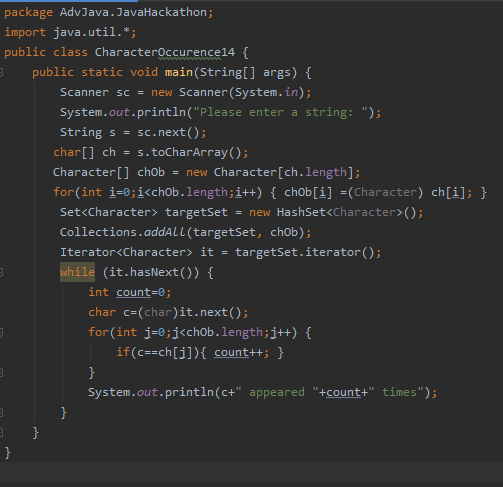 package AdvJava.JavaHackathon;
import java.util.*;
public class CharacterOccurence14 {
public static void main(String[] args) {
Scanner sc = new Scanner(System.in);
System.out.println("Please enter a string: ");
String s = sc.next();
char[] ch = s.toCharArray();
Character[] chOb = new Character[ch.length];
for(int i=0;i<chOb.length;i++) { chOb[i] =(Character) ch[i]; }
Set<Character> targetSet = new HashSet<Character>();
Collections.addAll(targetSet, chOb);
Iterator<Character> it = targetSet.iterator();
while (it.hasNext()) {
int count=0;
char c=(char)it.next();
for(int j=0;j<chOb.length;j++) {
if(c==ch[j]){ count++; }
}
System.out.println(c+" appeared "+count+" times");
}
}
}